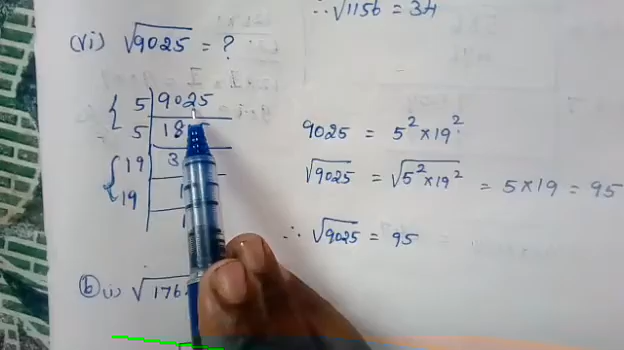 ∴ √1156 = 34
(vi) √9025 = ?
5 | 9025
5 | 18
19 | 3
19 | 1
1
9025 = 5² × 19²
√9025 = √5² × 19² = 5 × 19 = 95
∴ √9025 = 95
(b) (i) √176